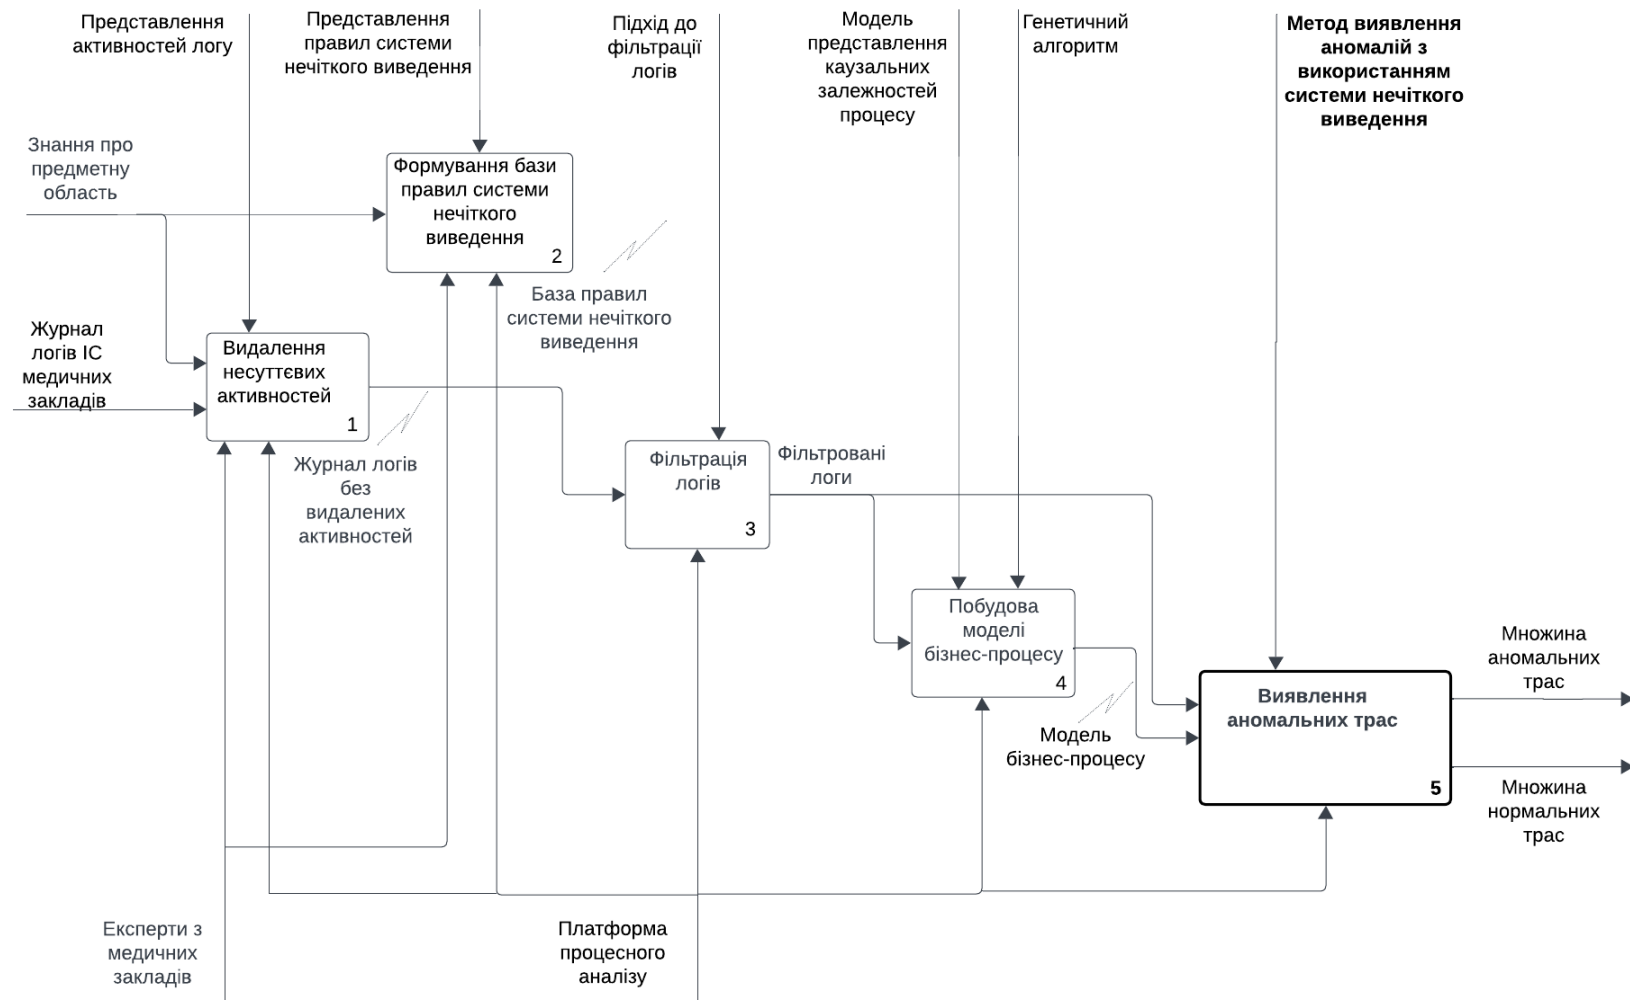 Представлення
активностей логу
Представлення
правил системи
нечіткого виведення
Підхід до
фільтрації
логів
Модель
представлення
каузальних
залежностей
процесу
Генетичний
алгоритм
Метод виявлення
аномалій з
використанням
системи нечіткого
виведення
Знання про
предметну
область
Формування бази
правил системи
нечіткого
виведення
2
База правил
системи нечіткого
виведення
Журнал
логів ІС
медичних
закладів
Видалення
несуттєвих
активностей
1
Журнал логів
без
видалених
активностей
Фільтрація
логів
3
Фільтровані
логи
Побудова
моделі
бізнес-процесу
4
Модель
бізнес-процесу
Виявлення
аномальних трас
5
Множина
аномальних
трас
Множина
нормальних
трас
Експерти з
медичних
закладів
Платформа
процесного
аналізу